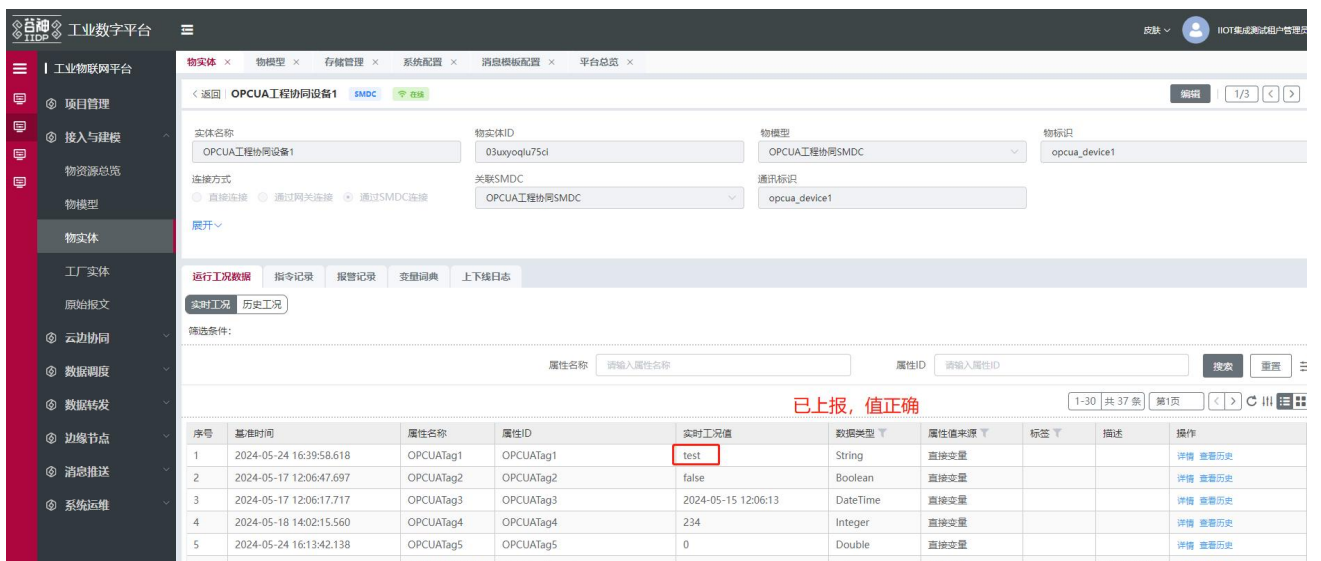 谷神 IIDP 工业数字平台 皮肤 IIOT集成测试租户管理员
工业物联网平台 物实体 × 物模型 × 存储管理 × 系统配置 × 消息模板配置 × 平台总览 ×
项目管理
接入与建模
物资源总览
物模型
物实体
工厂实体
原始报文
云边协同
数据调度
数据转发
边缘节点
消息推送
系统运维
< 返回 | OPCUA工程协同设备1 SMDC 在线 编辑 1/3 < >
实体名称 物实体ID 物模型 物标识
OPCUA工程协同设备1 03uxyoqlu75ci OPCUA工程协同SMDC opcua_device1
连接方式 关联SMDC 通讯标识
直接连接 通过网关连接 通过SMDC连接 OPCUA工程协同SMDC opcua_device1
展开
运行工况数据 指令记录 报警记录 变量词典 上下线日志
实时工况 历史工况
筛选条件:
属性名称 请输入属性名称 属性ID 请输入属性ID 搜索 重置
已上报，值正确 1-30 共 37 条 第1页 < >
序号 基准时间 属性名称 属性ID 实时工况值 数据类型 属性值来源 标签 描述 操作
1 2024-05-24 16:39:58.618 OPCUATag1 OPCUATag1 test String 直接变量 详情 查看历史
2 2024-05-17 12:06:47.697 OPCUATag2 OPCUATag2 false Boolean 直接变量 详情 查看历史
3 2024-05-17 12:06:17.717 OPCUATag3 OPCUATag3 2024-05-15 12:06:13 DateTime 直接变量 详情 查看历史
4 2024-05-18 14:02:15.560 OPCUATag4 OPCUATag4 234 Integer 直接变量 详情 查看历史
5 2024-05-24 16:13:42.138 OPCUATag5 OPCUATag5 0 Double 直接变量 详情 查看历史